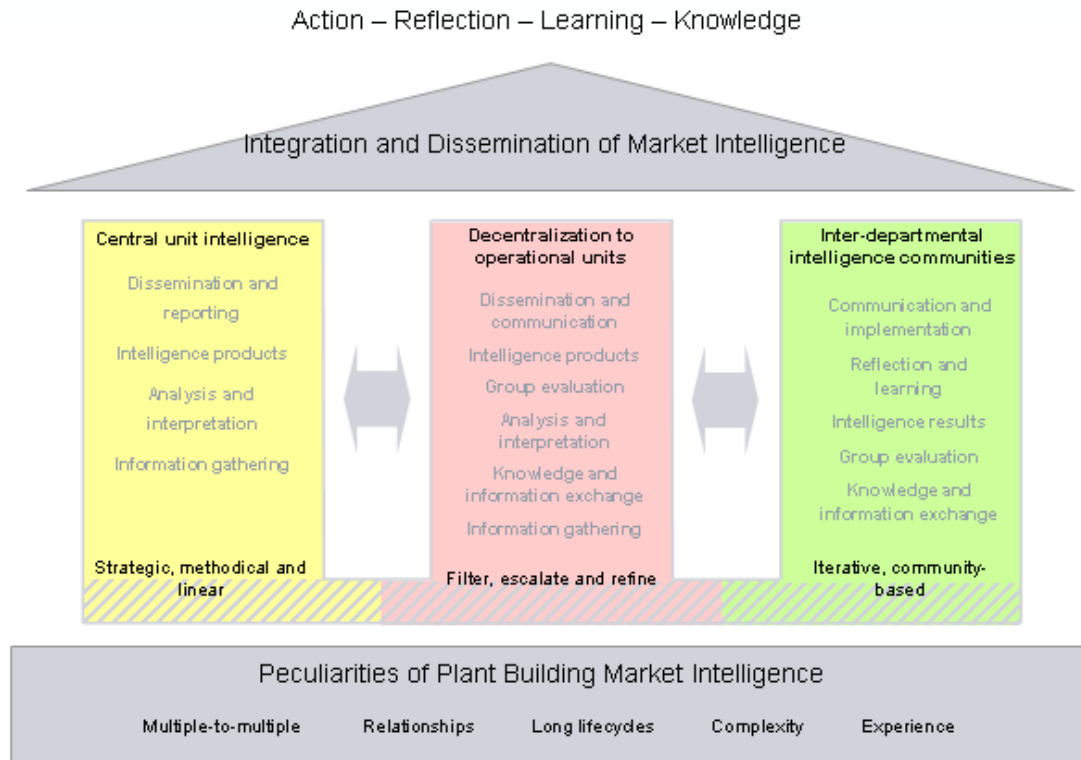 Action – Reflection – Learning – Knowledge
Integration and Dissemination of Market Intelligence
Central unit intelligence
Dissemination and
reporting
Intelligence products
Analysis and
interpretation
Information gathering
Strategic, methodical and
linear
Decentralization to
operational units
Dissemination and
communication
Intelligence products
Group evaluation
Analysis and
interpretation
Knowledge and
information exchange
Information gathering
Filter, escalate and refine
Inter-departmental
intelligence communities
Communication and
implementation
Reflection and
learning
Intelligence results
Group evaluation
Knowledge and
information exchange
Iterative, community-
based
Peculiarities of Plant Building Market Intelligence
Multiple-to-multiple Relationships Long lifecycles Complexity Experience